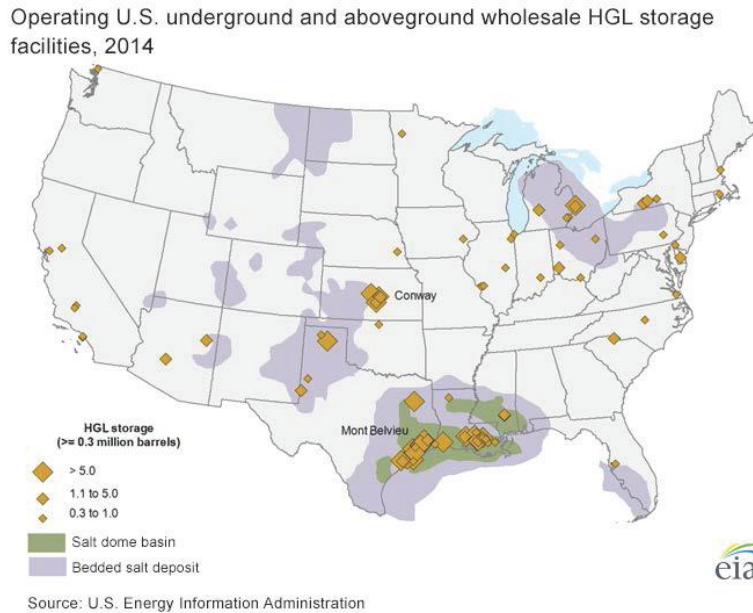 Operating U.S. underground and aboveground wholesale HGL storage
facilities, 2014
Conway
Mont Belvieu
HGL storage
(>= 0.3 million barrels)
> 5.0
1.1 to 5.0
0.3 to 1.0
Salt dome basin
Bedded salt deposit
eia
Source: U.S. Energy Information Administration